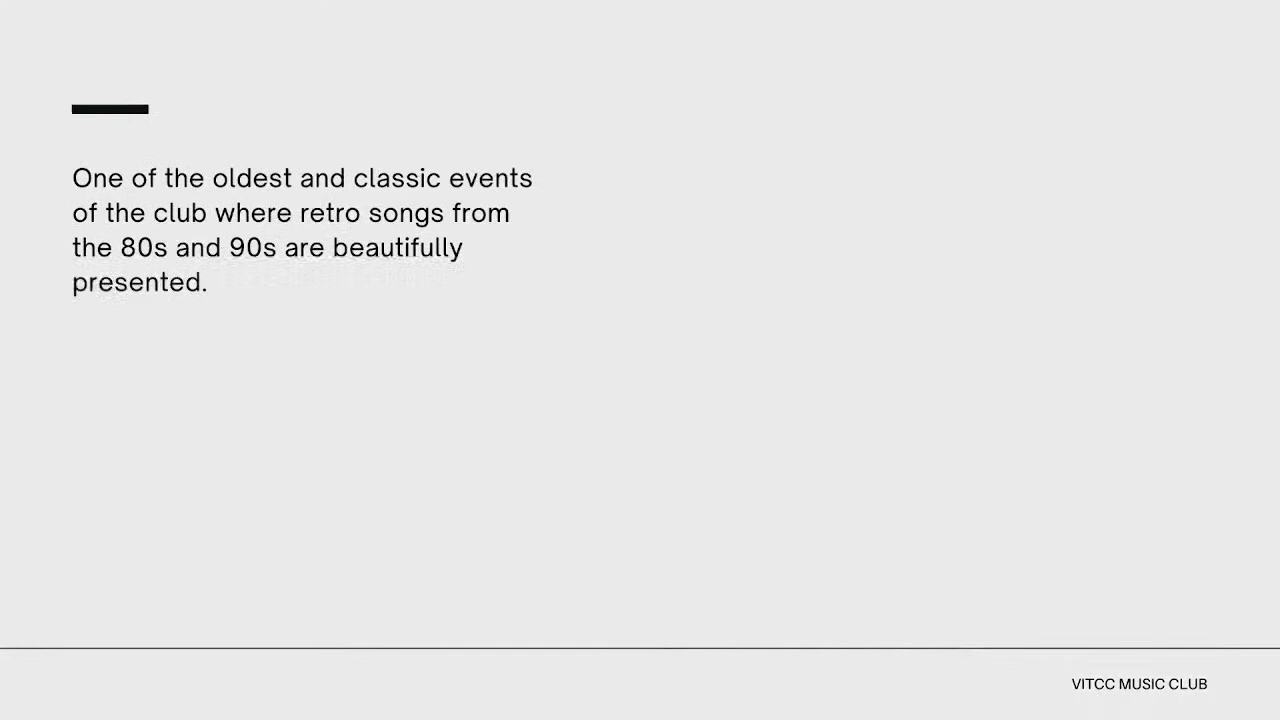 One of the oldest and classic events
of the club where retro songs from
the 80s and 90s are beautifully
presented.
VITCC MUSIC CLUB